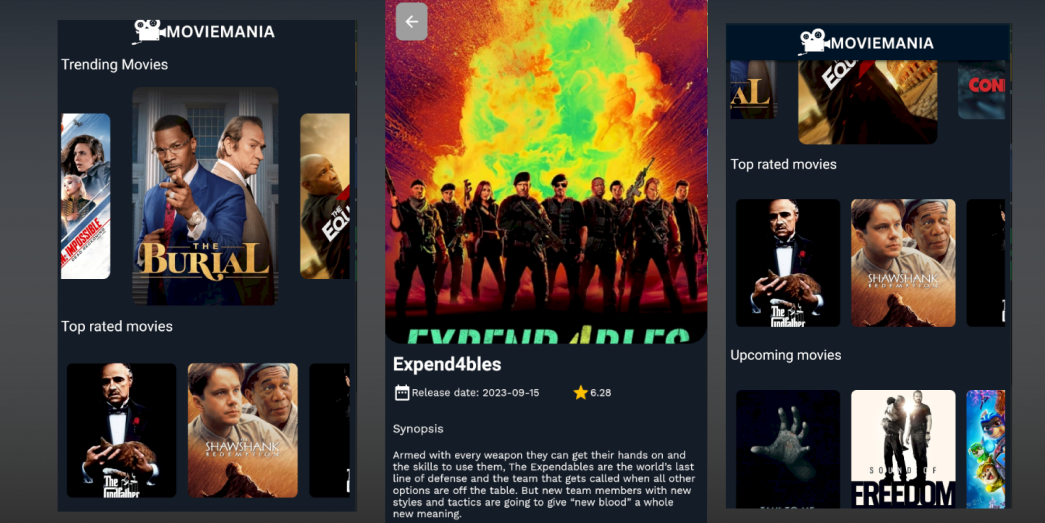 MOVIEMANIA
Trending Movies
THE
BURIAL
Top rated movies
The
Godfather
SHAWSHANK
REDEMPTION
EXPEND4BLES
Expend4bles
Release date: 2023-09-15
6.28
Synopsis
Armed with every weapon they can get their hands on and
the skills to use them, The Expendables are the world's last
line of defense and the team that gets called when all other
options are off the table. But new team members with new
styles and tactics are going to give “new blood” a whole
new meaning.
MOVIEMANIA
AL
CON
Top rated movies
The
Godfather
SHAWSHANK
REDEMPTION
Upcoming movies
SOUND OF
FREEDOM